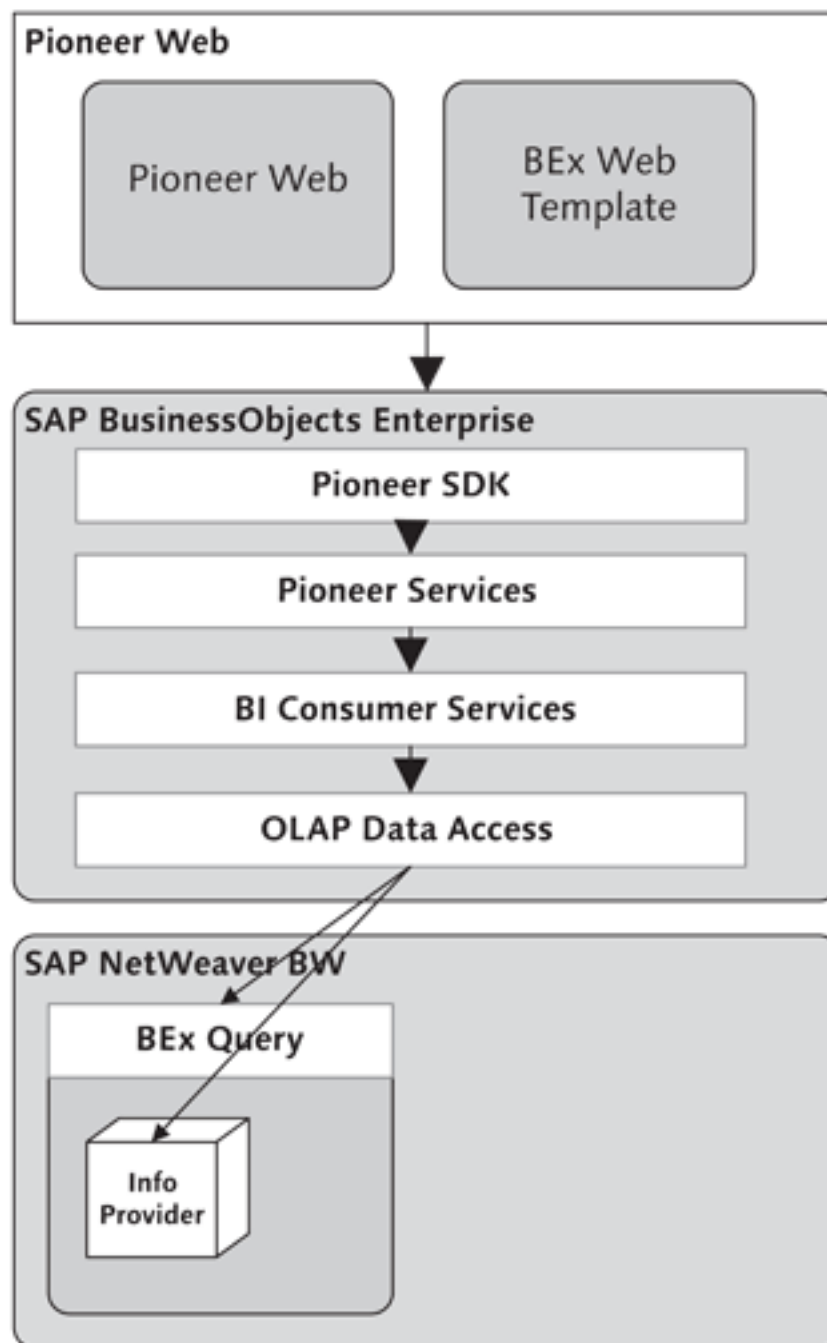 Pioneer Web
Pioneer Web
BEx Web
Template
SAP BusinessObjects Enterprise
Pioneer SDK
Pioneer Services
BI Consumer Services
OLAP Data Access
SAP NetWeaver BW
BEx Query
Info
Provider